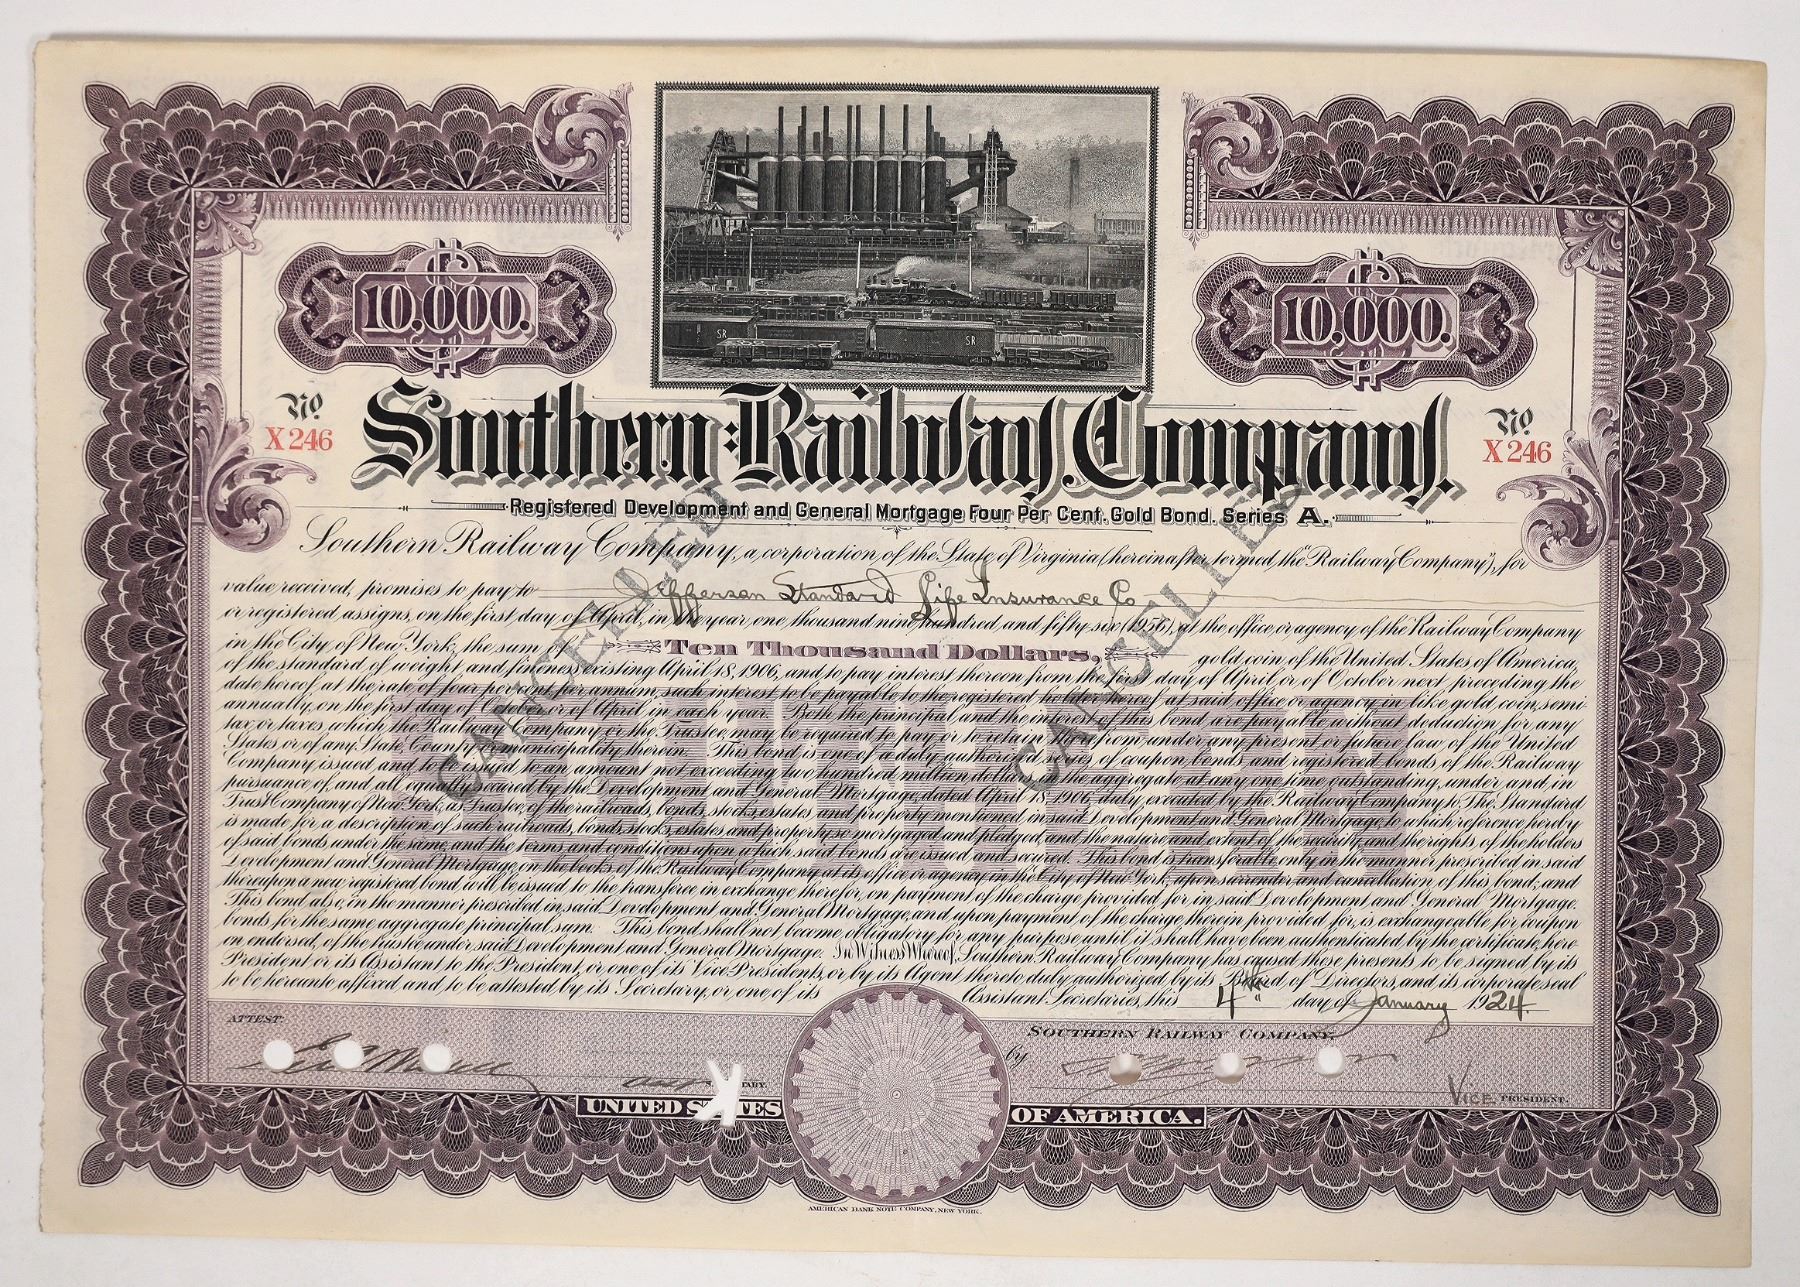 10,000.
10,000.
SR
SR
No
X246
No
X246
Southern Railway Company.
Registered Development and General Mortgage Four Per Cent. Gold Bond. Series A.
Southern Railway Company, a corporation of the State of Virginia (hereinafter termed the "Railway Company"), for
value received, promises to pay to Jefferson Standard Life Insurance Co
or registered assigns, on the first day of April, in the year one thousand nine hundred and fifty six (1956), at the office or agency of the Railway Company
in the City of New York, the sum of Ten Thousand Dollars, gold coin of the United States of America,
of the standard of weight and fineness existing April 18, 1906, and to pay interest thereon from the first day of April or of October next preceding the
date hereof at the rate of four per cent per annum, such interest to be payable to the registered holder hereof at said office or agency in like gold coin, semi-
annually, on the first day of October or of April in each year. Both the principal and the interest of this bond are payable without deduction for any
tax or taxes which the Railway Company or the Trustee, may be required to pay or to retain therefrom under any present or future law of the United
States or of any State, County or municipality therein. This bond is one of a duly authorized series of coupon bonds and registered bonds of the Railway
Company issued and to be issued to an amount not exceeding two hundred million dollars in the aggregate at any one time outstanding, under and in
pursuance of, and all equally secured by the Development and General Mortgage, dated April 18, 1906, duly executed by the Railway Company to The Standard
Trust Company of New York, as Trustee, of the railroads, bonds, stocks, estates and property mentioned in said Development and General Mortgage, to which reference hereby
is made for a description of such railroads, bonds, stocks, estates and property so mortgaged and pledged, and the nature and extent of the security, and the rights of the holders
of said bonds under the same, and the terms and conditions upon which said bonds are issued and secured. This bond is transferable only in the manner prescribed in said
Development and General Mortgage, on the books of the Railway Company at its office or agency in the City of New York, upon surrender and cancellation of this bond; and
thereupon a new registered bond will be issued to the transferee in exchange therefor, on payment of the charge provided for in said Development and General Mortgage.
This bond also, in the manner prescribed in said Development and General Mortgage, and upon payment of the charge therein provided for, is exchangeable for coupon
bonds for the same aggregate principal sum. This bond shall not become obligatory for any purpose until it shall have been authenticated by the certificate, here-
on endorsed, of the Trustee under said Development and General Mortgage. In Witness Whereof, Southern Railway Company has caused these presents to be signed by its
President or its Assistant to the President, or one of its Vice Presidents, or by its Agent thereto duly authorized by its Board of Directors, and its corporate seal
to be hereunto affixed and to be attested by its Secretary, or one of its Assistant Secretaries, this 4th day of January 1924.
CANCELLED
CANCELLED
ATTEST:
SOUTHERN RAILWAY COMPANY,
by
VICE PRESIDENT.
UNITED STATES OF AMERICA.
AMERICAN BANK NOTE COMPANY, NEW YORK.